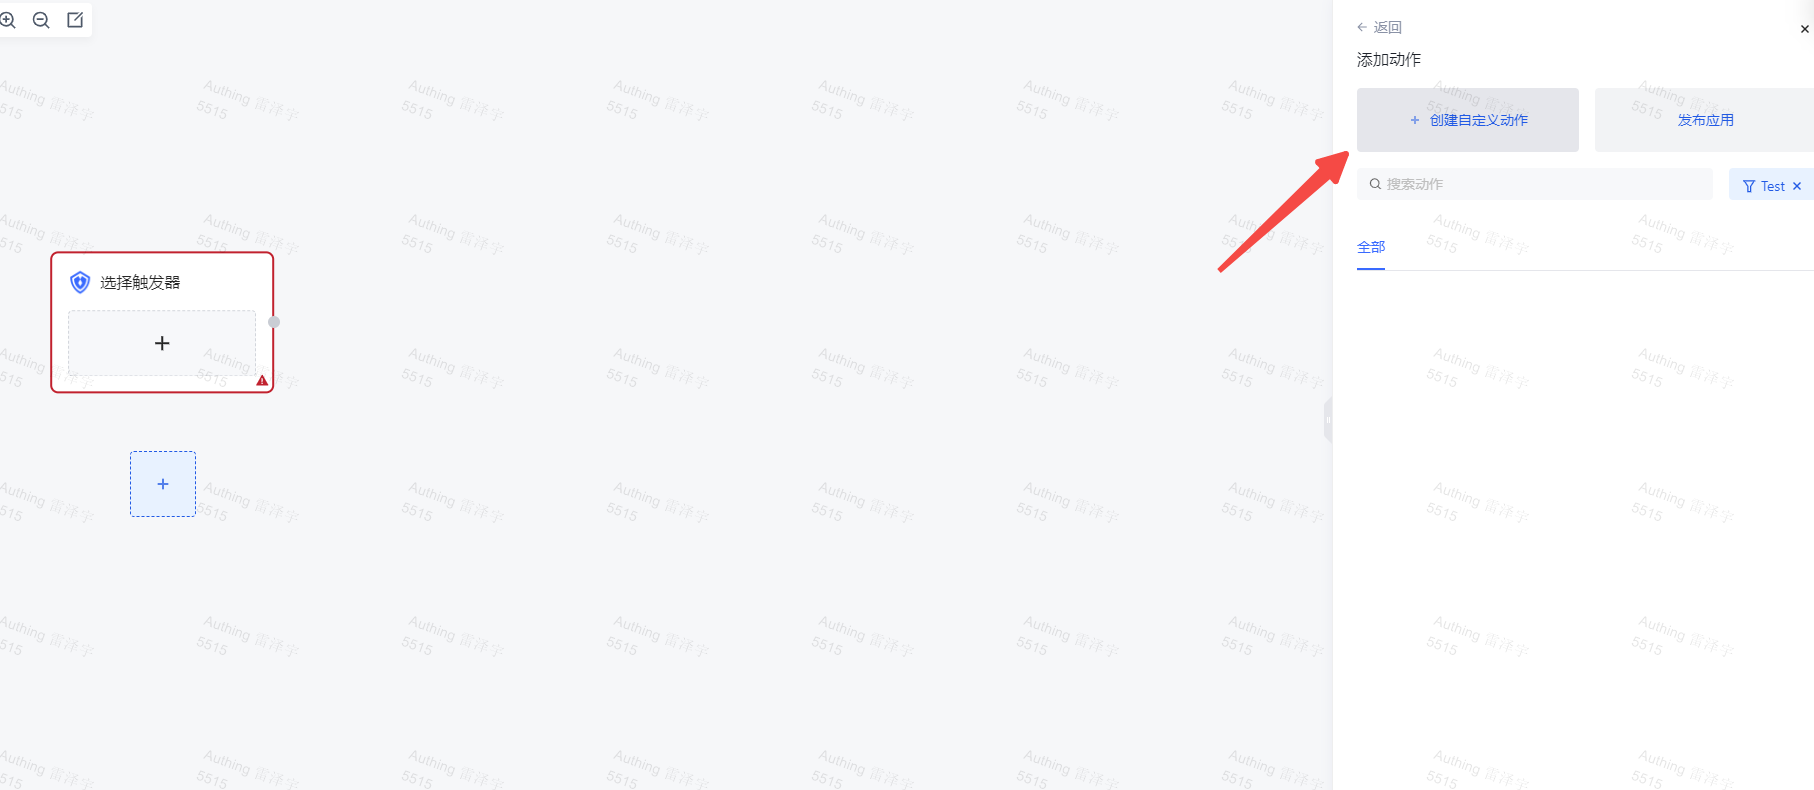 返回
添加动作
+ 创建自定义动作
发布应用
搜索动作
Test
全部
选择触发器
Authing 雷泽宇
5515